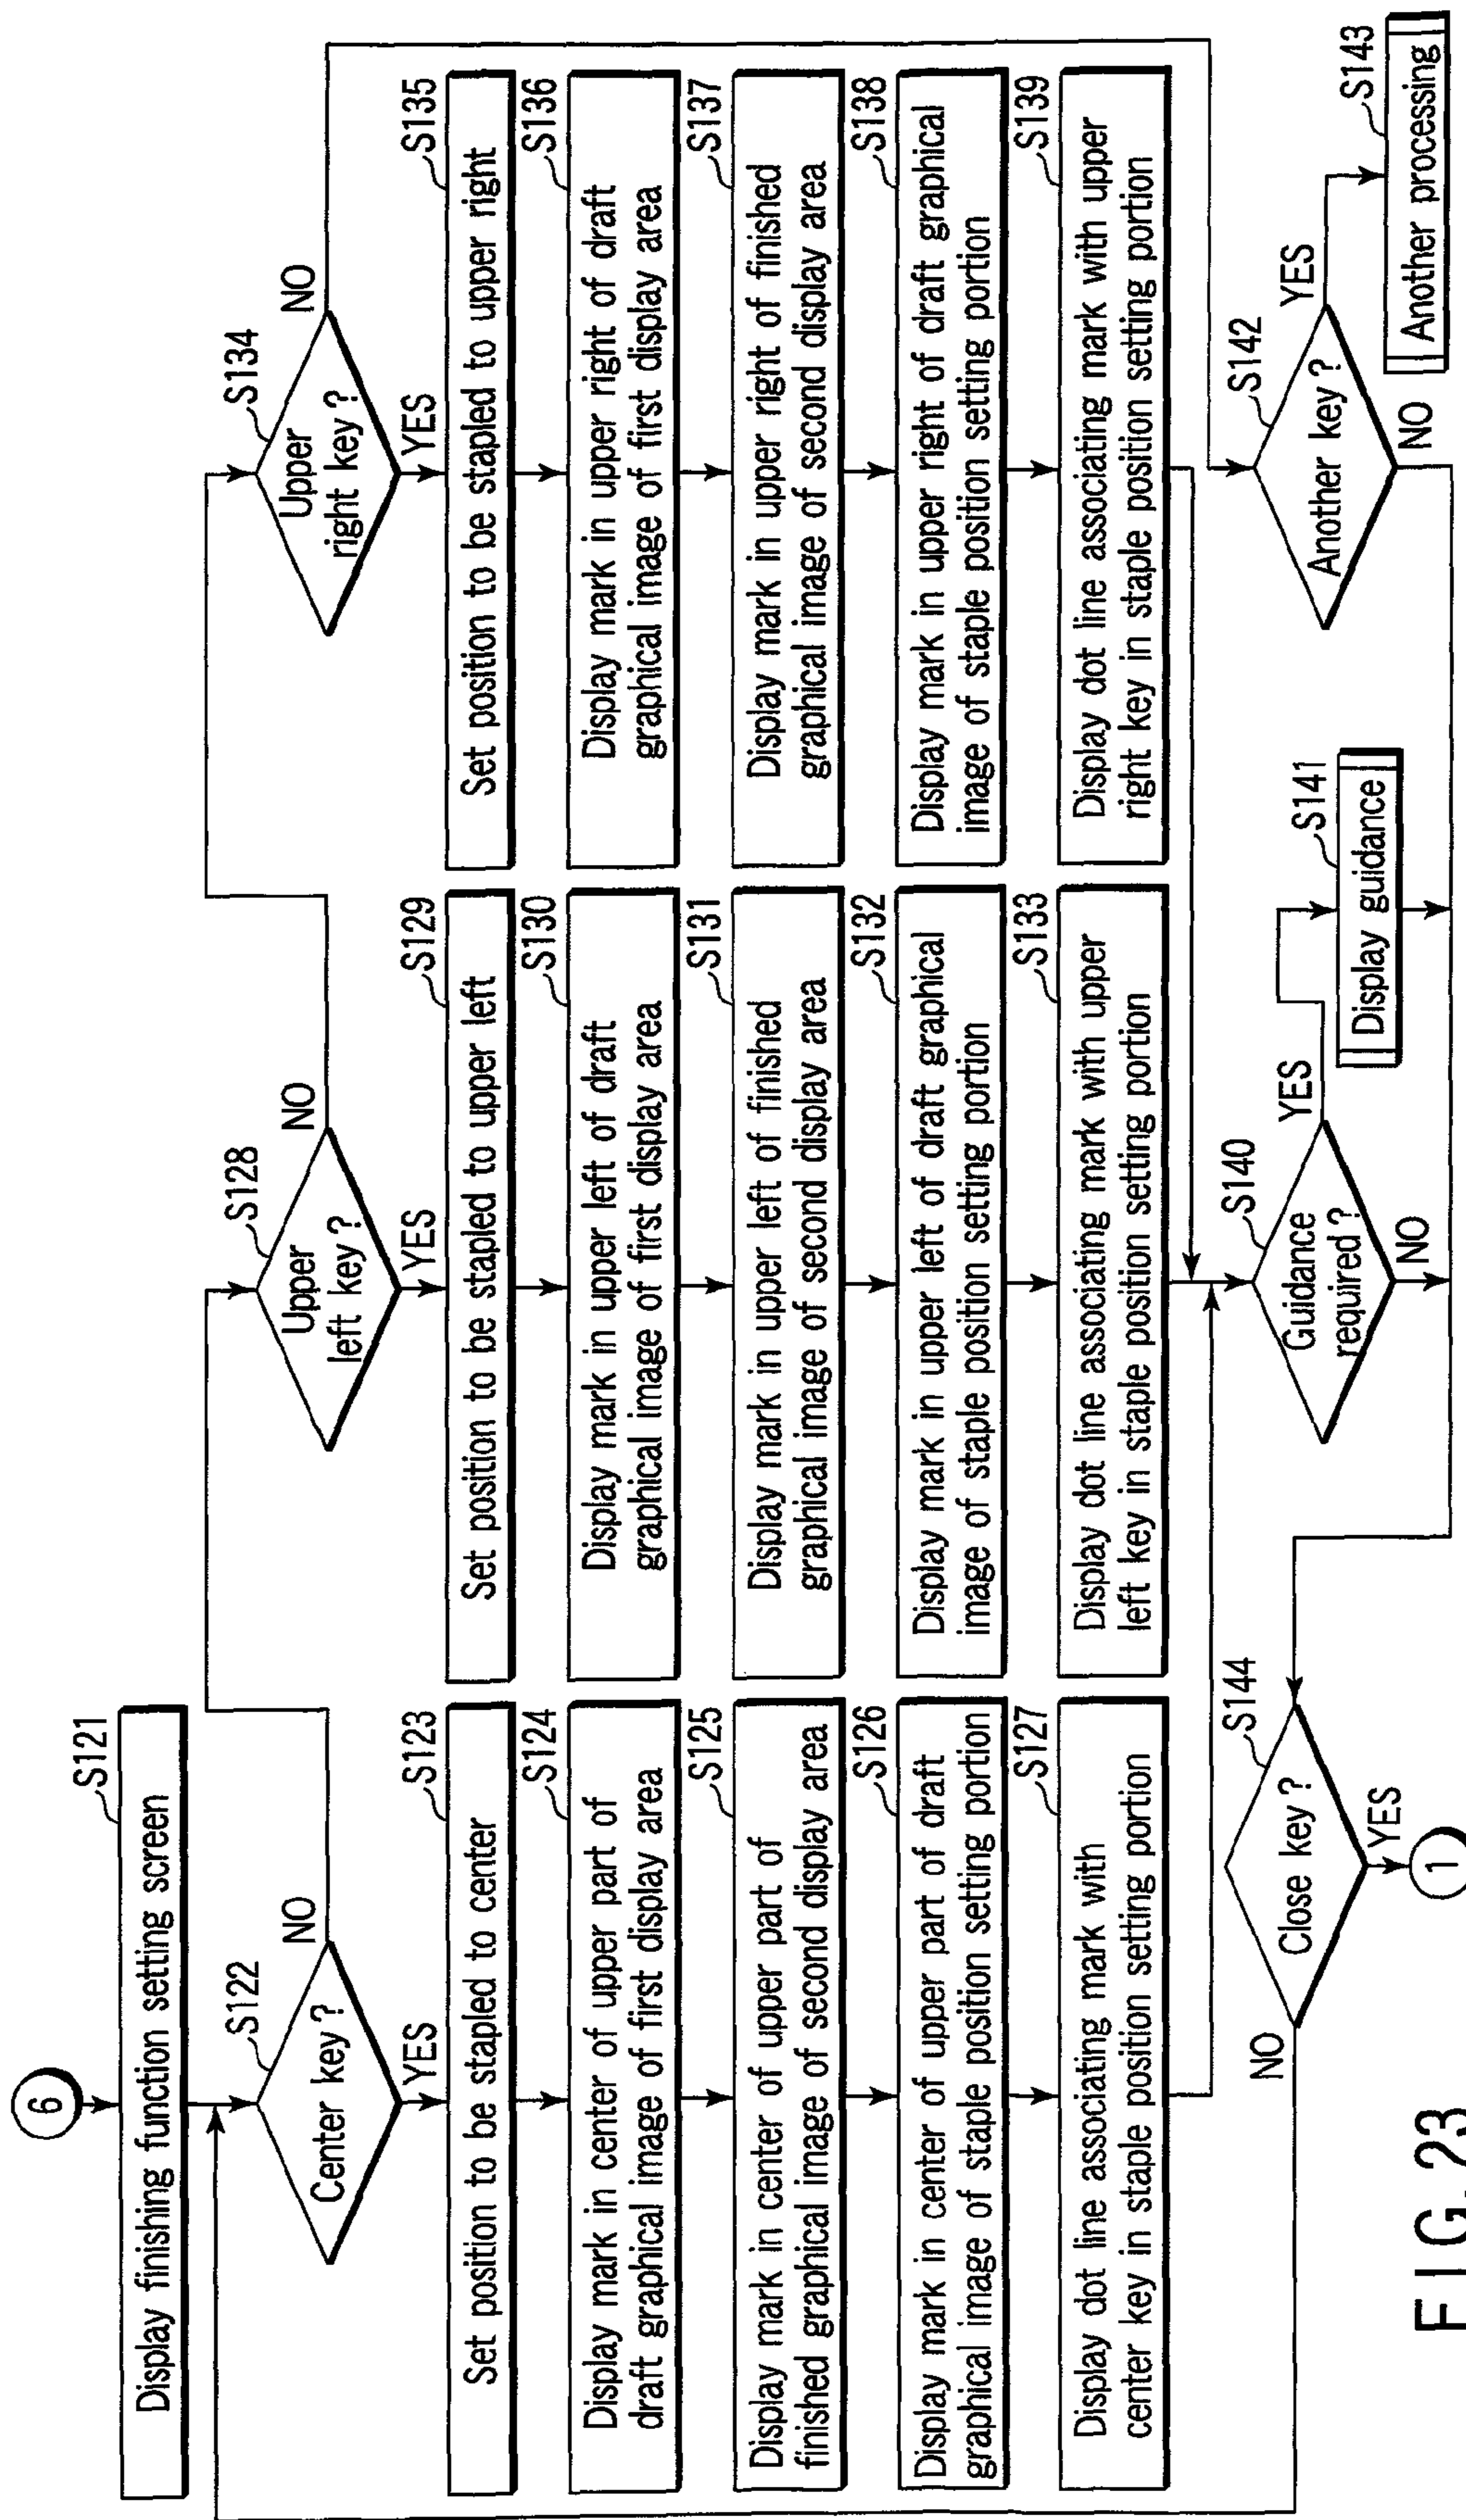 6
S121
Display finishing function setting screen
S122
Center key?
NO
YES
S123
Set position to be stapled to center
S124
Display mark in center of upper part of
draft graphical image of first display area
S125
Display mark in center of upper part of
finished graphical image of second display area
S126
Display mark in center of upper part of draft
graphical image of staple position setting portion
S127
Display dot line associating mark with
center key in staple position setting portion
S128
Upper
left key?
NO
YES
S129
Set position to be stapled to upper left
S130
Display mark in upper left of draft
graphical image of first display area
S131
Display mark in upper left of finished
graphical image of second display area
S132
Display mark in upper left of draft graphical
image of staple position setting portion
S133
Display dot line associating mark with upper
left key in staple position setting portion
S134
Upper
right key?
NO
YES
S135
Set position to be stapled to upper right
S136
Display mark in upper right of draft
graphical image of first display area
S137
Display mark in upper right of finished
graphical image of second display area
S138
Display mark in upper right of draft graphical
image of staple position setting portion
S139
Display dot line associating mark with upper
right key in staple position setting portion
S140
Guidance
required?
YES
NO
S141
Display guidance
S142
Another key?
YES
NO
S143
Another processing
S144
Close key?
NO
YES
1
FIG. 23